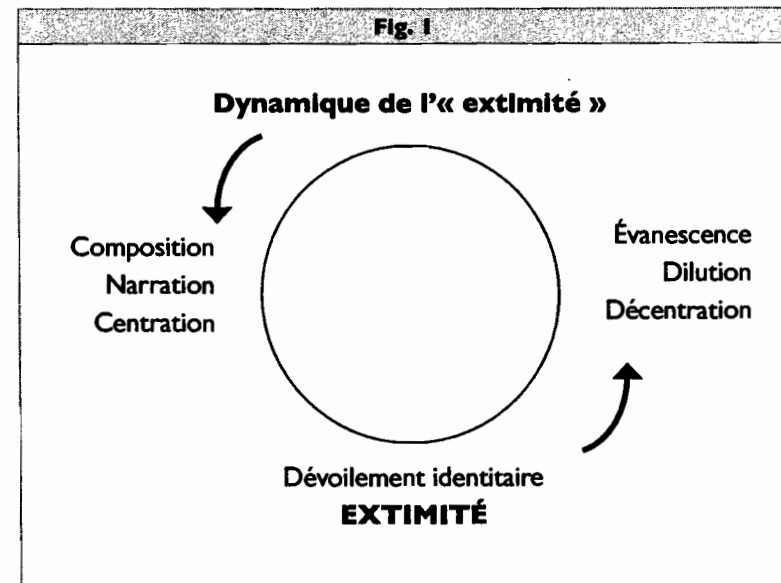 Fig. 1
Dynamique de l'« extimité »
Composition
Narration
Centration
Évanescence
Dilution
Décentration
Dévoilement identitaire
EXTIMITÉ